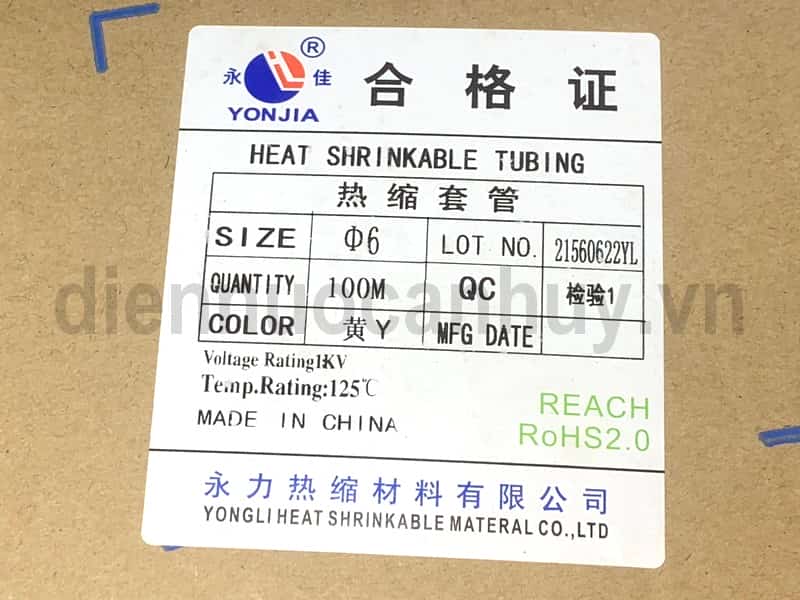 永佳 ® 合格证
YONJIA
HEAT SHRINKABLE TUBING
热缩套管
SIZE Φ6 LOT NO. 21560622YL
QUANTITY 100M QC 检验1
COLOR 黄Y MFG DATE
diennuocanhuy.vn
Voltage Rating1KV
Temp.Rating:125℃
MADE IN CHINA
REACH
RoHS2.0
永力热缩材料有限公司
YONGLI HEAT SHRINKABLE MATERAL CO.,LTD